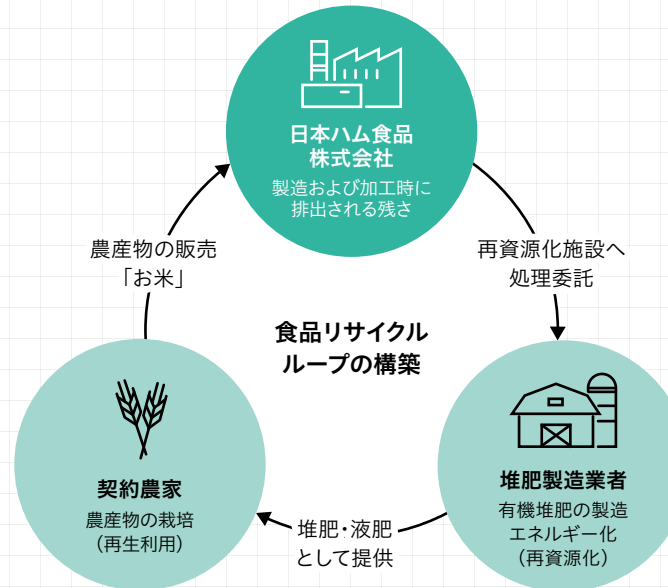 日本ハム食品
株式会社
製造および加工時に
排出される残さ
農産物の販売
「お米」
再資源化施設へ
処理委託
食品リサイクル
ループの構築
契約農家
農産物の栽培
(再生利用)
堆肥製造業者
有機堆肥の製造
エネルギー化
(再資源化)
堆肥・液肥
として提供